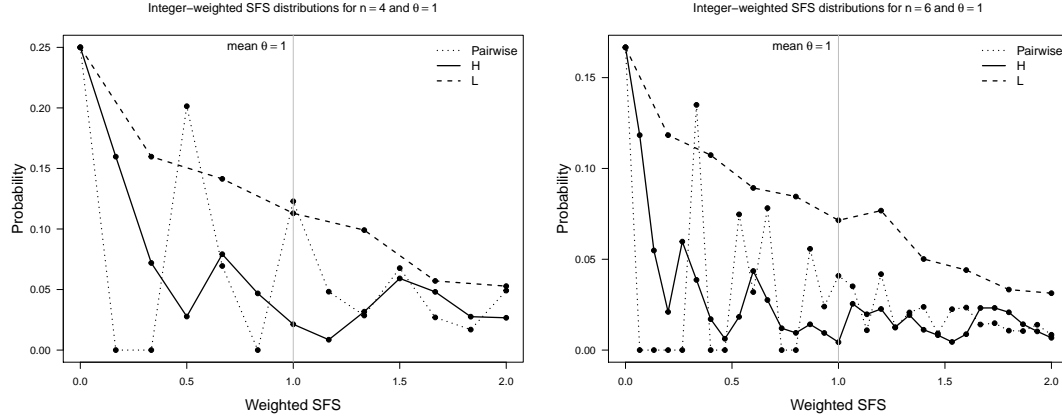 Integer−weighted SFS distributions for n = 4 and θ = 1
mean θ = 1
Pairwise
H
L
0.25
0.20
0.15
0.10
0.05
0.00
Probability
0.0
0.5
1.0
1.5
2.0
Weighted SFS
Integer−weighted SFS distributions for n = 6 and θ = 1
mean θ = 1
Pairwise
H
L
0.15
0.10
0.05
0.00
Probability
0.0
0.5
1.0
1.5
2.0
Weighted SFS